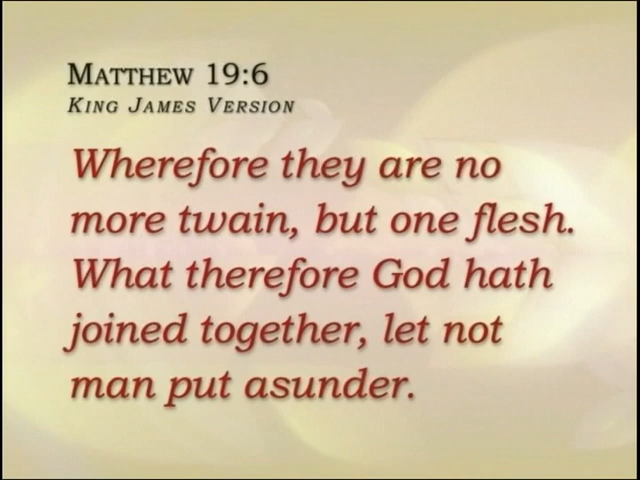 Matthew 19:6
King James Version
Wherefore they are no
more twain, but one flesh.
What therefore God hath
joined together, let not
man put asunder.